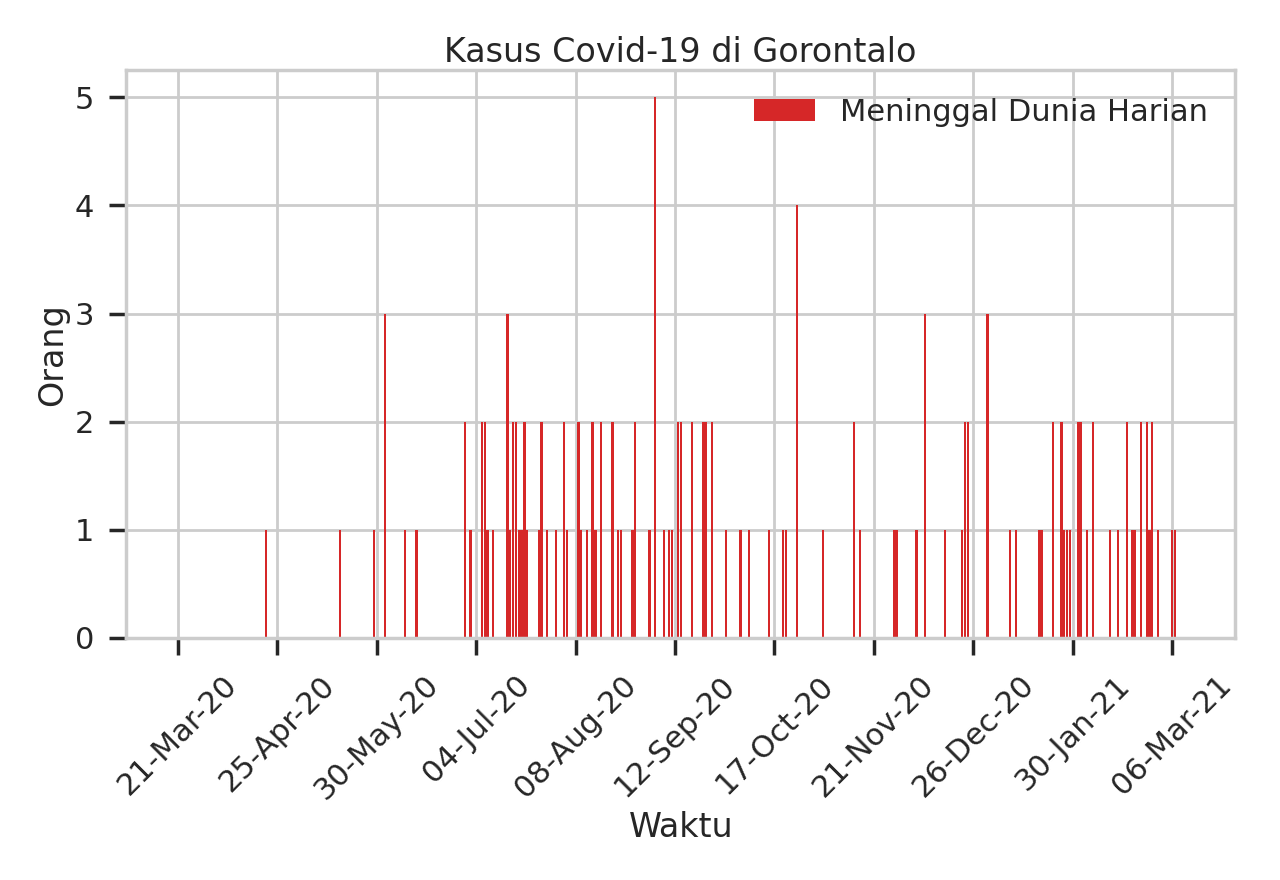 Kasus Covid-19 di Gorontalo
Meninggal Dunia Harian
Orang
5
4
3
2
1
0
21-Mar-20
25-Apr-20
30-May-20
04-Jul-20
08-Aug-20
12-Sep-20
17-Oct-20
21-Nov-20
26-Dec-20
30-Jan-21
06-Mar-21
Waktu